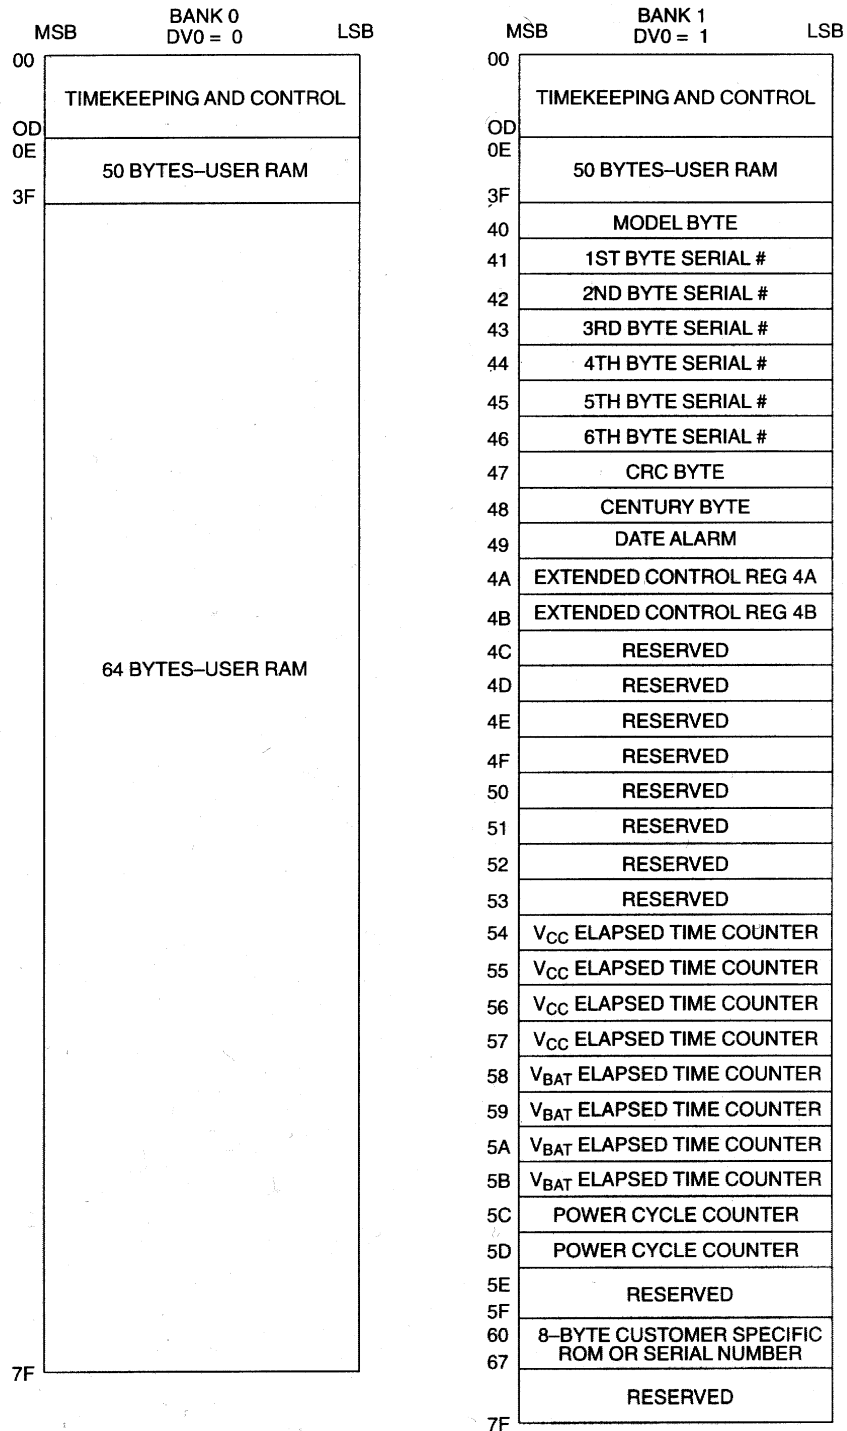 BANK 0
MSB DV0 = 0 LSB
00
TIMEKEEPING AND CONTROL
OD
0E
50 BYTES–USER RAM
3F
64 BYTES–USER RAM
7F
BANK 1
MSB DV0 = 1 LSB
00
TIMEKEEPING AND CONTROL
OD
0E
50 BYTES–USER RAM
3F
40 MODEL BYTE
41 1ST BYTE SERIAL #
42 2ND BYTE SERIAL #
43 3RD BYTE SERIAL #
44 4TH BYTE SERIAL #
45 5TH BYTE SERIAL #
46 6TH BYTE SERIAL #
47 CRC BYTE
48 CENTURY BYTE
49 DATE ALARM
4A EXTENDED CONTROL REG 4A
4B EXTENDED CONTROL REG 4B
4C RESERVED
4D RESERVED
4E RESERVED
4F RESERVED
50 RESERVED
51 RESERVED
52 RESERVED
53 RESERVED
54 VCC ELAPSED TIME COUNTER
55 VCC ELAPSED TIME COUNTER
56 VCC ELAPSED TIME COUNTER
57 VCC ELAPSED TIME COUNTER
58 VBAT ELAPSED TIME COUNTER
59 VBAT ELAPSED TIME COUNTER
5A VBAT ELAPSED TIME COUNTER
5B VBAT ELAPSED TIME COUNTER
5C POWER CYCLE COUNTER
5D POWER CYCLE COUNTER
5E
RESERVED
5F
60 8–BYTE CUSTOMER SPECIFIC
67 ROM OR SERIAL NUMBER
RESERVED
7F